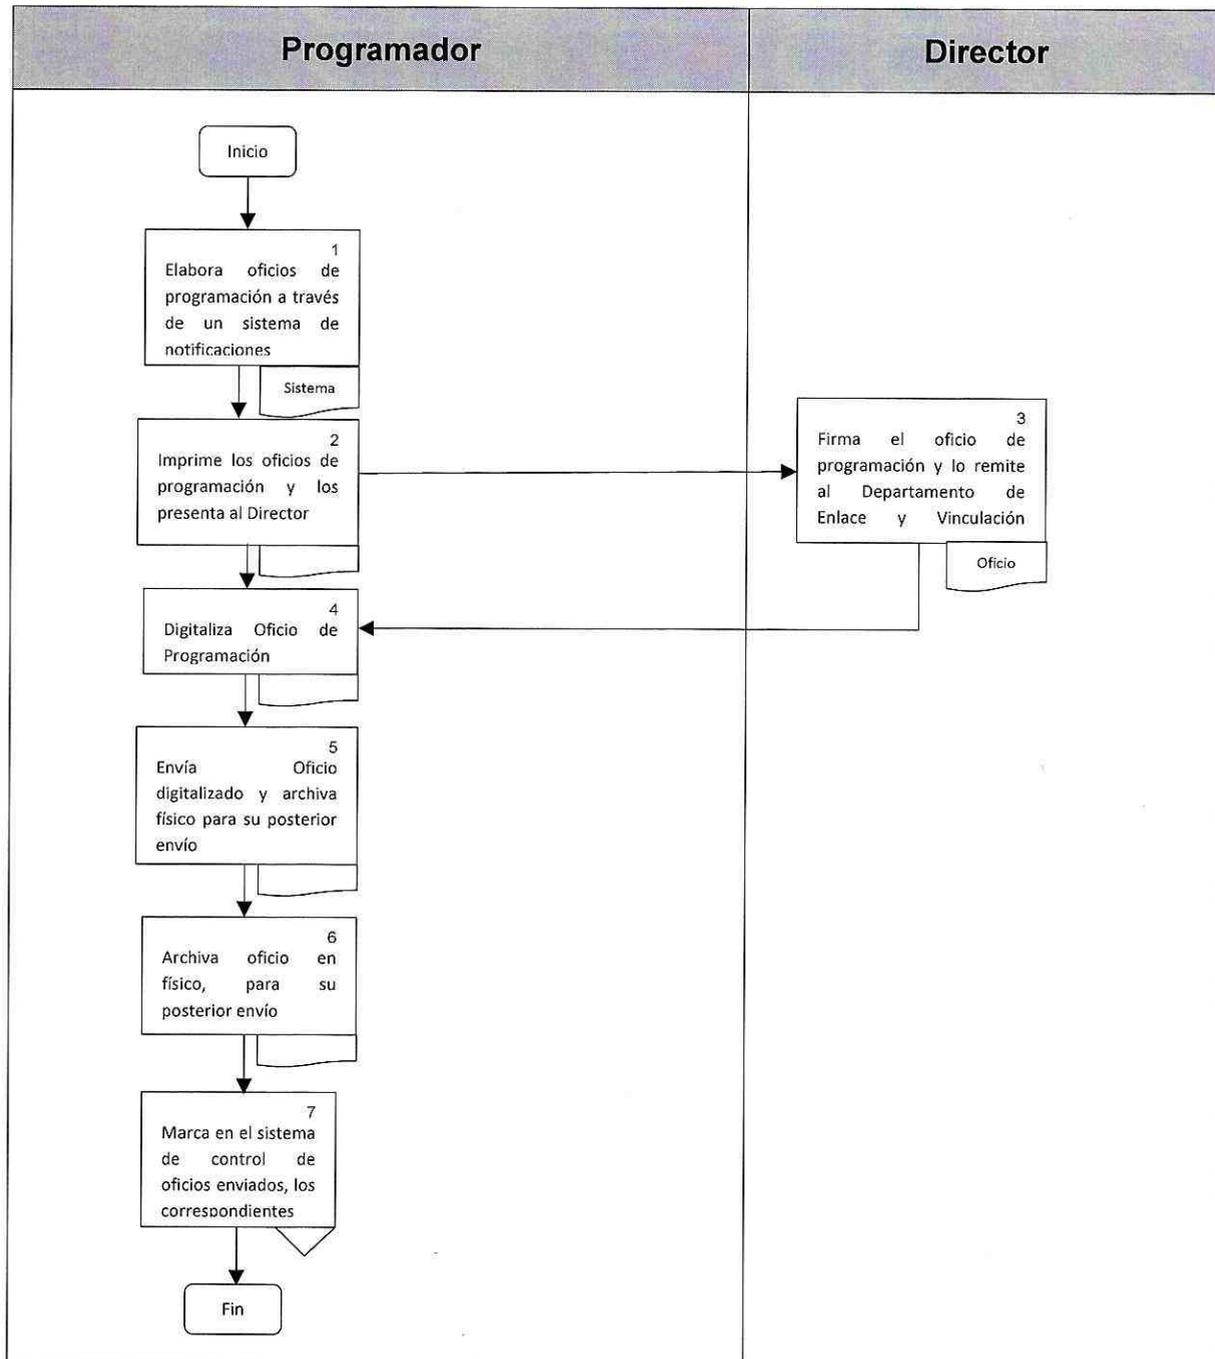 Programador
Director
Inicio
1
Elabora oficios de
programación a través
de un sistema de
notificaciones
Sistema
2
Imprime los oficios de
programación y los
presenta al Director
3
Firma el oficio de
programación y lo remite
al Departamento de
Enlace y Vinculación
Oficio
4
Digitaliza Oficio de
Programación
5
Envía Oficio
digitalizado y archiva
físico para su posterior
envío
6
Archiva oficio en
físico, para su
posterior envío
7
Marca en el sistema
de control de
oficios enviados, los
correspondientes
Fin